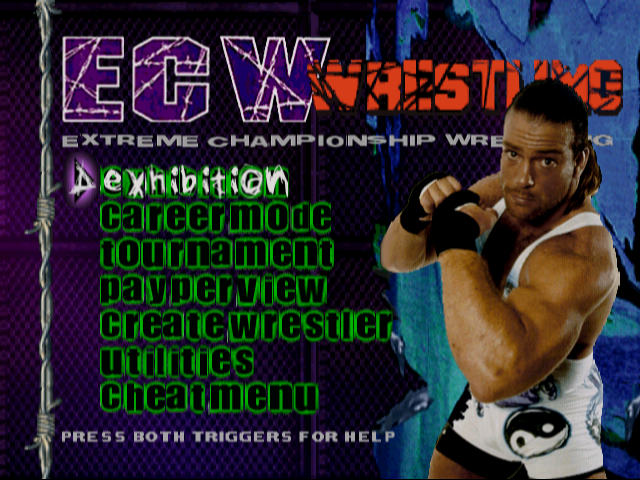 ECW WRESTLING
EXTREME CHAMPIONSHIP WRESTLING
exhibition
career mode
tournament
pay per view
create wrestler
utilities
cheat menu
PRESS BOTH TRIGGERS FOR HELP